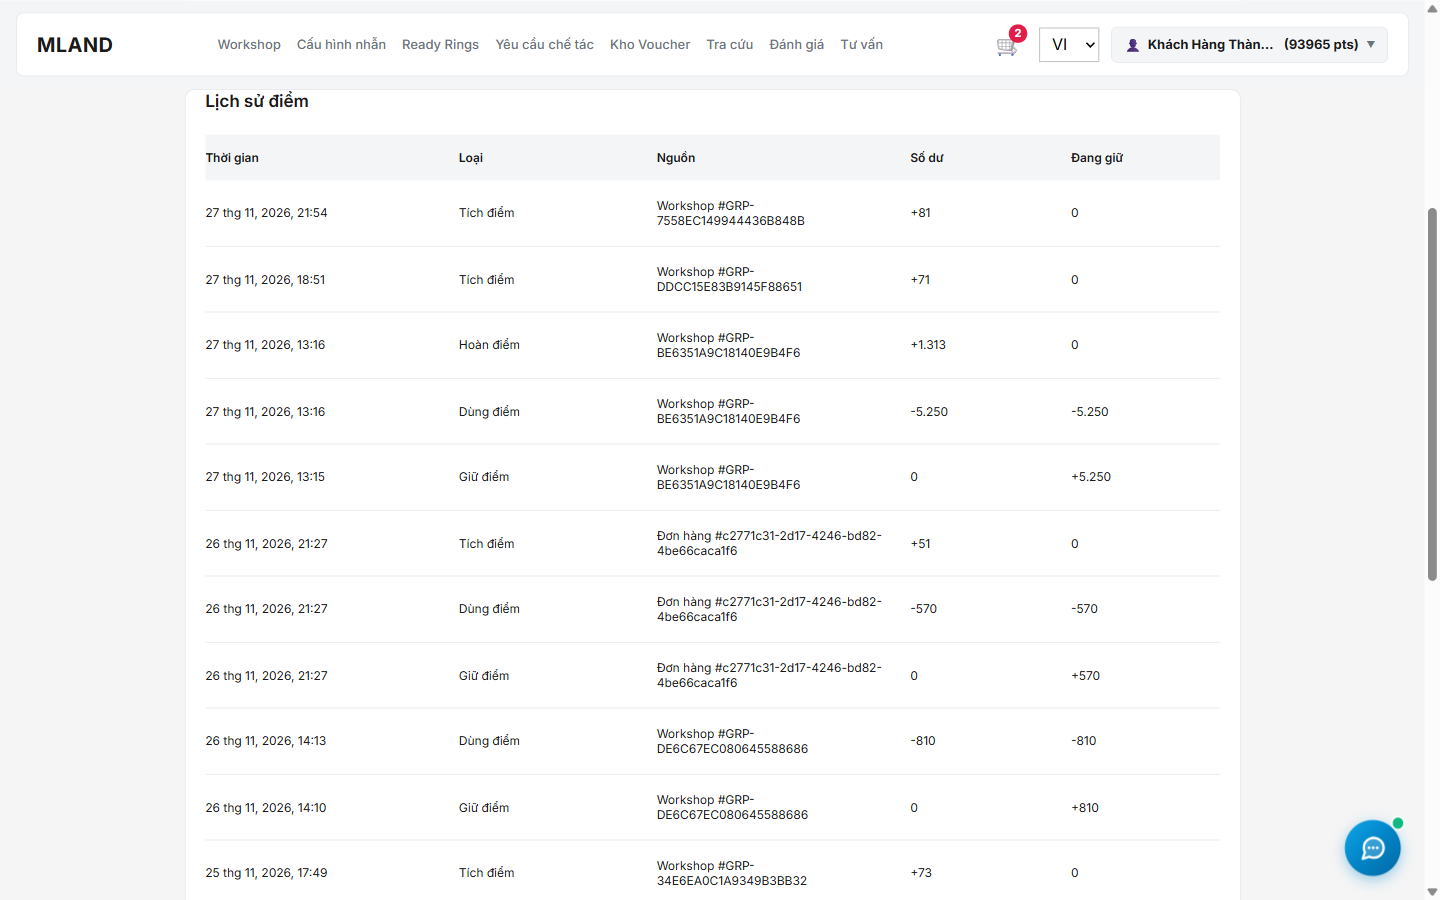 MLAND
Workshop Cấu hình nhẫn Ready Rings Yêu cầu chế tác Kho Voucher Tra cứu Đánh giá Tư vấn
2
VI
Khách Hàng Thàn... (93965 pts)
Lịch sử điểm
Thời gian Loại Nguồn Số dư Đang giữ
27 thg 11, 2026, 21:54 Tích điểm Workshop #GRP-
7558EC149944436B848B +81 0
27 thg 11, 2026, 18:51 Tích điểm Workshop #GRP-
DDCC15E83B9145F88651 +71 0
27 thg 11, 2026, 13:16 Hoàn điểm Workshop #GRP-
BE6351A9C18140E9B4F6 +1.313 0
27 thg 11, 2026, 13:16 Dùng điểm Workshop #GRP-
BE6351A9C18140E9B4F6 -5.250 -5.250
27 thg 11, 2026, 13:15 Giữ điểm Workshop #GRP-
BE6351A9C18140E9B4F6 0 +5.250
26 thg 11, 2026, 21:27 Tích điểm Đơn hàng #c2771c31-2d17-4246-bd82-
4be66caca1f6 +51 0
26 thg 11, 2026, 21:27 Dùng điểm Đơn hàng #c2771c31-2d17-4246-bd82-
4be66caca1f6 -570 -570
26 thg 11, 2026, 21:27 Giữ điểm Đơn hàng #c2771c31-2d17-4246-bd82-
4be66caca1f6 0 +570
26 thg 11, 2026, 14:13 Dùng điểm Workshop #GRP-
DE6C67EC080645588686 -810 -810
26 thg 11, 2026, 14:10 Giữ điểm Workshop #GRP-
DE6C67EC080645588686 0 +810
25 thg 11, 2026, 17:49 Tích điểm Workshop #GRP-
34E6EA0C1A9349B3BB32 +73 0